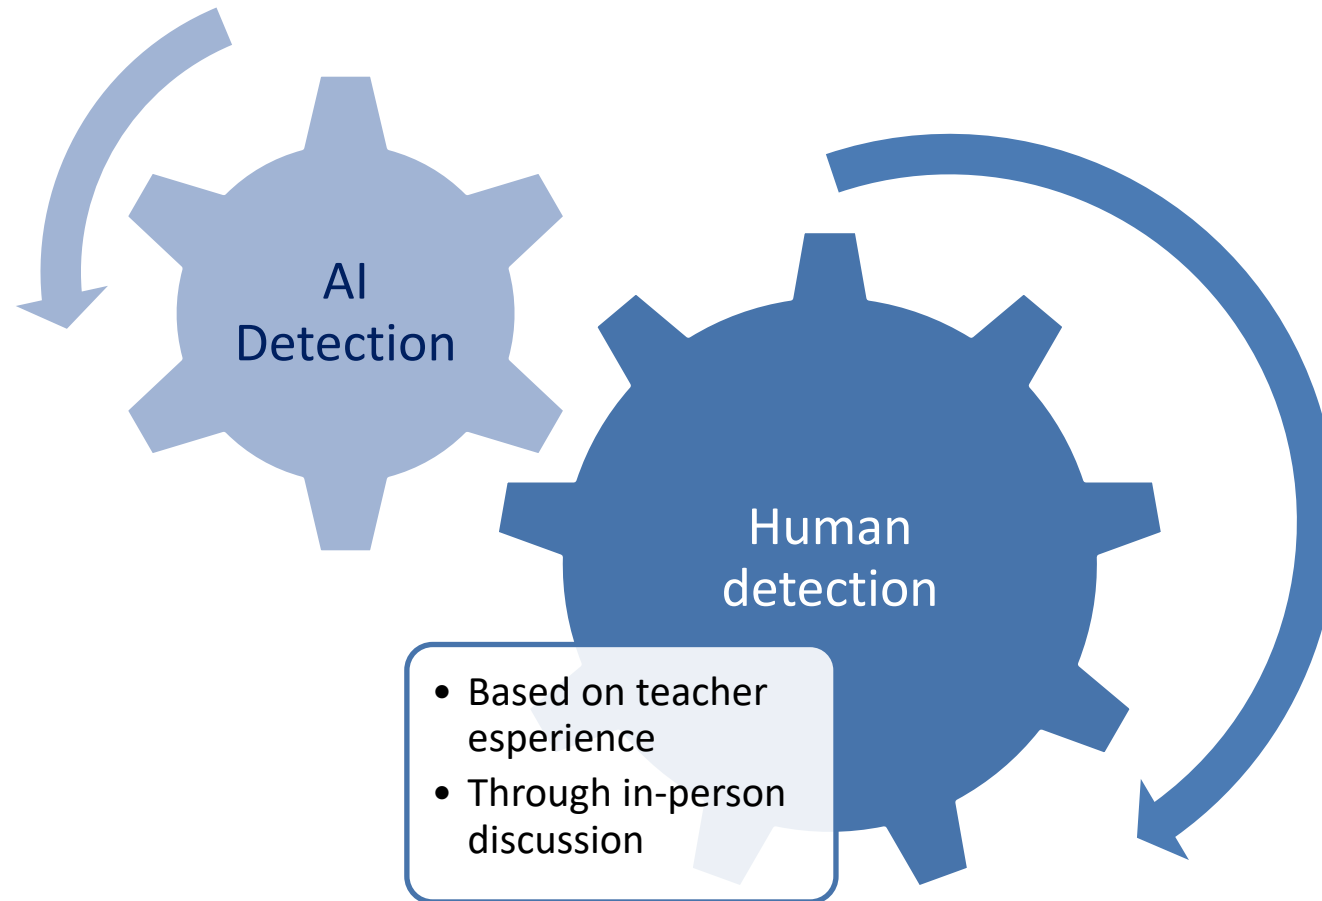 AI
Detection
Human
detection
• Based on teacher
esperience
• Through in-person
discussion